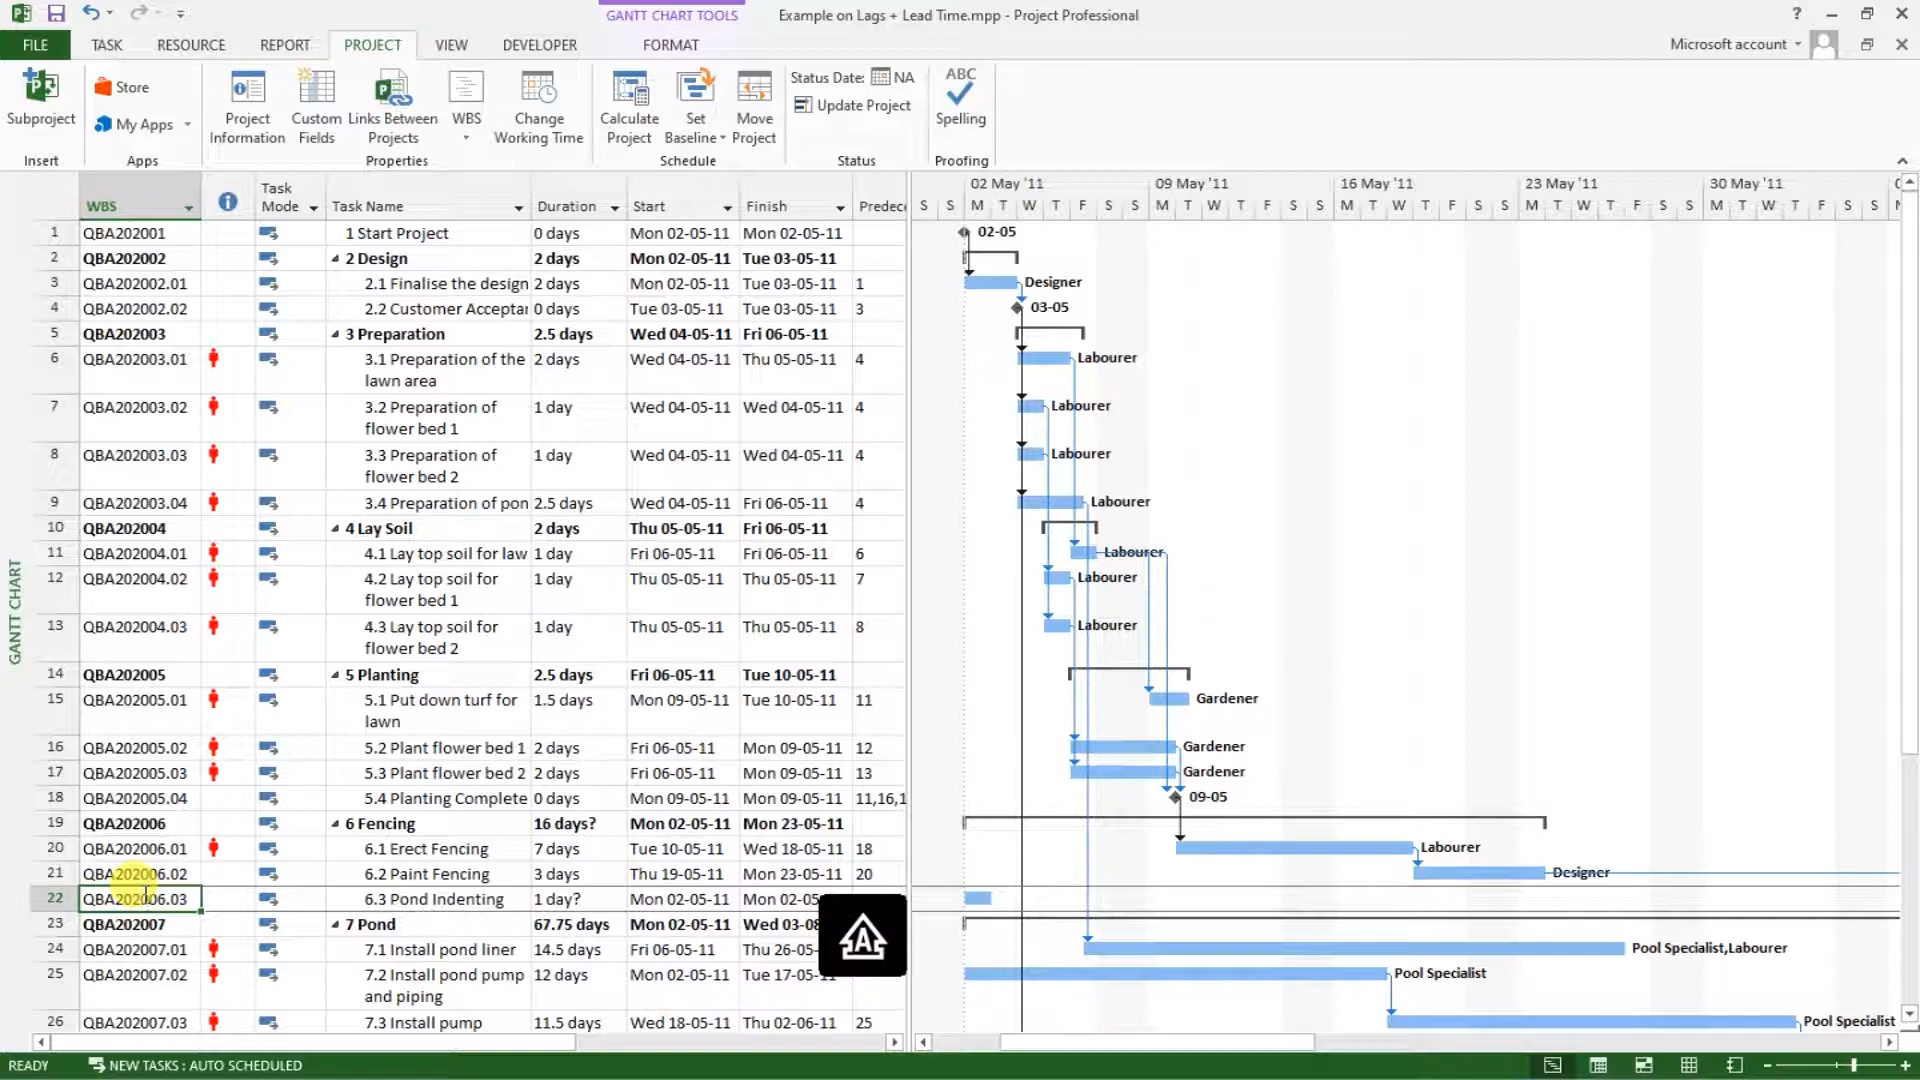 GANTT CHART TOOLS
Example on Lags + Lead Time.mpp - Project Professional
?
FILE TASK RESOURCE REPORT PROJECT VIEW DEVELOPER FORMAT
Microsoft account
Subproject
Store
My Apps
Project Information
Custom Fields
Links Between Projects
WBS
Change Working Time
Calculate Project
Set Baseline
Move Project
Status Date: NA
Update Project
ABC
Spelling
Insert Apps Properties Schedule Status Proofing
GANTT CHART
WBS Task Mode Task Name Duration Start Finish Predec
02 May '11 09 May '11 16 May '11 23 May '11 30 May '11
S S M T W T F S S M T W T F S S M T W T F S S M T W T F S S M T W T F S S
1 QBA202001 1 Start Project 0 days Mon 02-05-11 Mon 02-05-11 02-05
2 QBA202002 2 Design 2 days Mon 02-05-11 Tue 03-05-11
3 QBA202002.01 2.1 Finalise the design 2 days Mon 02-05-11 Tue 03-05-11 1 Designer
4 QBA202002.02 2.2 Customer Acceptar 0 days Tue 03-05-11 Tue 03-05-11 3 03-05
5 QBA202003 3 Preparation 2.5 days Wed 04-05-11 Fri 06-05-11
6 QBA202003.01 3.1 Preparation of the 2 days Wed 04-05-11 Thu 05-05-11 4 Labourer
lawn area
7 QBA202003.02 3.2 Preparation of 1 day Wed 04-05-11 Wed 04-05-11 4 Labourer
flower bed 1
8 QBA202003.03 3.3 Preparation of 1 day Wed 04-05-11 Wed 04-05-11 4 Labourer
flower bed 2
9 QBA202003.04 3.4 Preparation of pon 2.5 days Wed 04-05-11 Fri 06-05-11 4 Labourer
10 QBA202004 4 Lay Soil 2 days Thu 05-05-11 Fri 06-05-11
11 QBA202004.01 4.1 Lay top soil for law 1 day Fri 06-05-11 Fri 06-05-11 6 Labourer
12 QBA202004.02 4.2 Lay top soil for 1 day Thu 05-05-11 Thu 05-05-11 7 Labourer
flower bed 1
13 QBA202004.03 4.3 Lay top soil for 1 day Thu 05-05-11 Thu 05-05-11 8 Labourer
flower bed 2
14 QBA202005 5 Planting 2.5 days Fri 06-05-11 Tue 10-05-11
15 QBA202005.01 5.1 Put down turf for 1.5 days Mon 09-05-11 Tue 10-05-11 11 Gardener
lawn
16 QBA202005.02 5.2 Plant flower bed 1 2 days Fri 06-05-11 Mon 09-05-11 12 Gardener
17 QBA202005.03 5.3 Plant flower bed 2 2 days Fri 06-05-11 Mon 09-05-11 13 Gardener
18 QBA202005.04 5.4 Planting Complete 0 days Mon 09-05-11 Mon 09-05-11 11,16,1 09-05
19 QBA202006 6 Fencing 16 days? Mon 02-05-11 Mon 23-05-11
20 QBA202006.01 6.1 Erect Fencing 7 days Tue 10-05-11 Wed 18-05-11 18 Labourer
21 QBA202006.02 6.2 Paint Fencing 3 days Thu 19-05-11 Mon 23-05-11 20 Designer
22 QBA202006.03 6.3 Pond Indenting 1 day? Mon 02-05-11 Mon 02-05
23 QBA202007 7 Pond 67.75 days Mon 02-05-11 Wed 03-08
24 QBA202007.01 7.1 Install pond liner 14.5 days Fri 06-05-11 Thu 26-05- Pool Specialist,Labourer
25 QBA202007.02 7.2 Install pond pump 12 days Mon 02-05-11 Tue 17-05-11 Pool Specialist
and piping
26 QBA202007.03 7.3 Install pump 11.5 days Wed 18-05-11 Thu 02-06-11 25 Pool Specialist
A
READY NEW TASKS : AUTO SCHEDULED